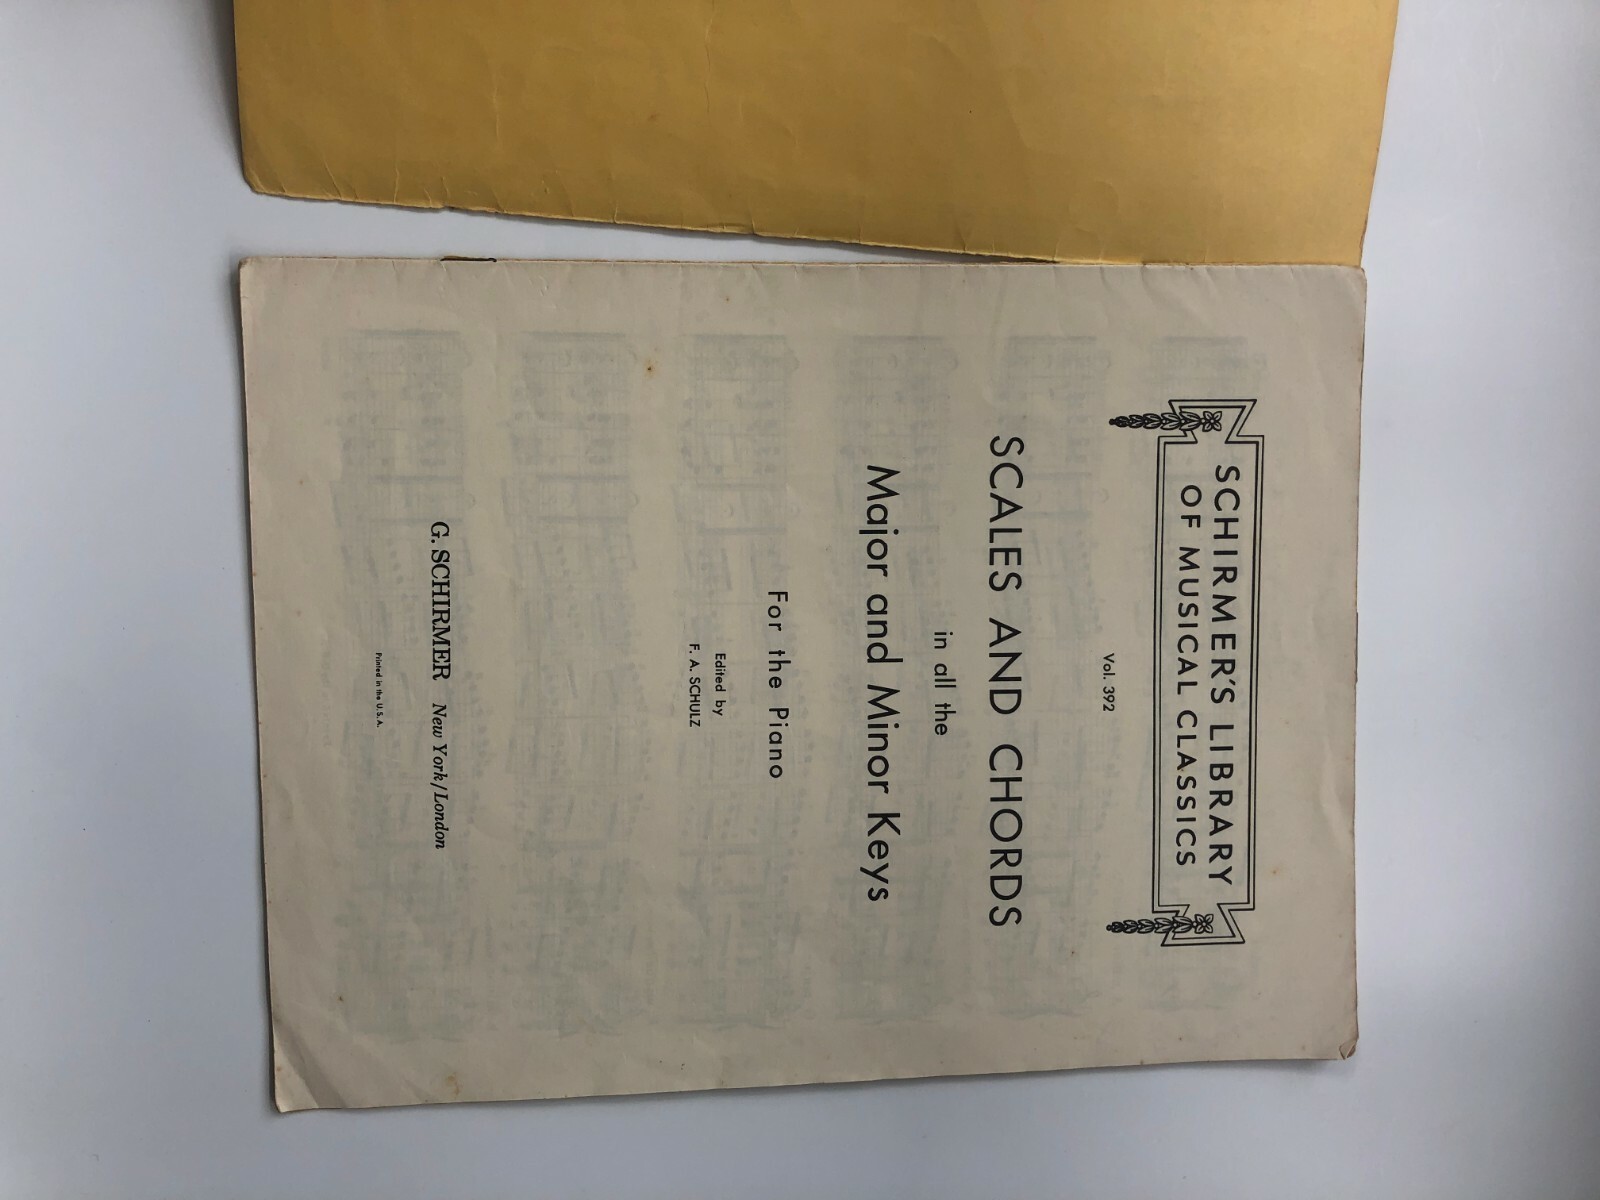 SCHIRMER'S LIBRARY
OF MUSICAL CLASSICS
Vol. 392
SCALES AND CHORDS
in all the
Major and Minor Keys
For the Piano
Edited by
F. A. SCHULZ
G. SCHIRMER New York/London
Printed in the U.S.A.